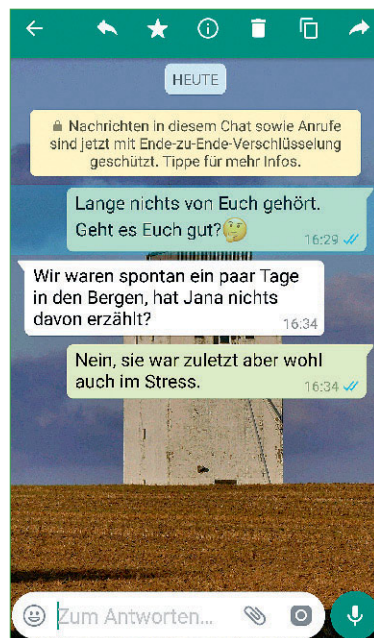 HEUTE
Nachrichten in diesem Chat sowie Anrufe
sind jetzt mit Ende-zu-Ende-Verschlüsselung
geschützt. Tippe für mehr Infos.
Lange nichts von Euch gehört.
Geht es Euch gut?🤔
16:29
Wir waren spontan ein paar Tage
in den Bergen, hat Jana nichts
davon erzählt?
16:34
Nein, sie war zuletzt aber wohl
auch im Stress.
16:34
Zum Antworten...